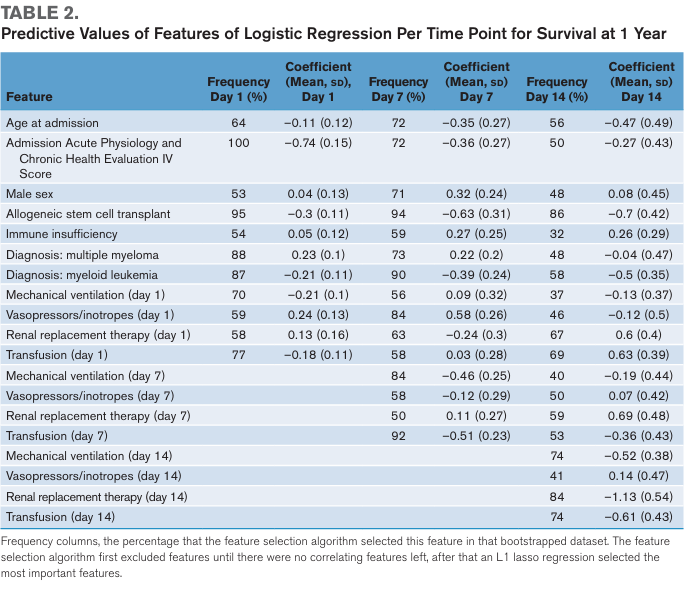 TABLE 2.
Predictive Values of Features of Logistic Regression Per Time Point for Survival at 1 Year
Feature Frequency Day 1 (%) Coefficient (Mean, SD), Day 1 Frequency Day 7 (%) Coefficient (Mean, SD) Day 7 Frequency Day 14 (%) Coefficient (Mean, SD) Day 14
Age at admission 64 −0.11 (0.12) 72 −0.35 (0.27) 56 −0.47 (0.49)
Admission Acute Physiology and 100 −0.74 (0.15) 72 −0.36 (0.27) 50 −0.27 (0.43)
Chronic Health Evaluation IV
Score
Male sex 53 0.04 (0.13) 71 0.32 (0.24) 48 0.08 (0.45)
Allogeneic stem cell transplant 95 −0.3 (0.11) 94 −0.63 (0.31) 86 −0.7 (0.42)
Immune insufficiency 54 0.05 (0.12) 59 0.27 (0.25) 32 0.26 (0.29)
Diagnosis: multiple myeloma 88 0.23 (0.1) 73 0.22 (0.2) 48 −0.04 (0.47)
Diagnosis: myeloid leukemia 87 −0.21 (0.11) 90 −0.39 (0.24) 58 −0.5 (0.35)
Mechanical ventilation (day 1) 70 −0.21 (0.1) 56 0.09 (0.32) 37 −0.13 (0.37)
Vasopressors/inotropes (day 1) 59 0.24 (0.13) 84 0.58 (0.26) 46 −0.12 (0.5)
Renal replacement therapy (day 1) 58 0.13 (0.16) 63 −0.24 (0.3) 67 0.6 (0.4)
Transfusion (day 1) 77 −0.18 (0.11) 58 0.03 (0.28) 69 0.63 (0.39)
Mechanical ventilation (day 7) 84 −0.46 (0.25) 40 −0.19 (0.44)
Vasopressors/inotropes (day 7) 58 −0.12 (0.29) 50 0.07 (0.42)
Renal replacement therapy (day 7) 50 0.11 (0.27) 59 0.69 (0.48)
Transfusion (day 7) 92 −0.51 (0.23) 53 −0.36 (0.43)
Mechanical ventilation (day 14) 74 −0.52 (0.38)
Vasopressors/inotropes (day 14) 41 0.14 (0.47)
Renal replacement therapy (day 14) 84 −1.13 (0.54)
Transfusion (day 14) 74 −0.61 (0.43)
Frequency columns, the percentage that the feature selection algorithm selected this feature in that bootstrapped dataset. The feature
selection algorithm first excluded features until there were no correlating features left, after that an L1 lasso regression selected the
most important features.